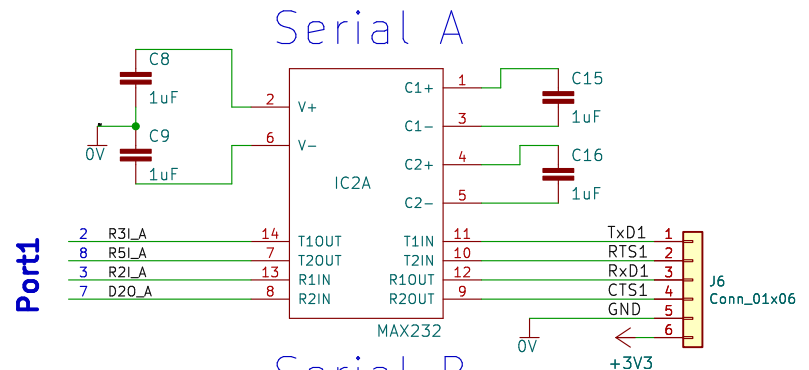 Serial A
C8
1uF
C9
1uF
0V
2 V+
6 V-
IC2A
C1+ 1
C1- 3
C2+ 4
C2- 5
C15
1uF
C16
1uF
Port1
2 R3I_A 14 T1OUT T1IN 11 TxD1 1
8 R5I_A 7 T2OUT T2IN 10 RTS1 2
3 R2I_A 13 R1IN R1OUT 12 RxD1 3
7 D2O_A 8 R2IN R2OUT 9 CTS1 4
GND 5
6
J6
Conn_01x06
MAX232
0V
+3V3
Serial B